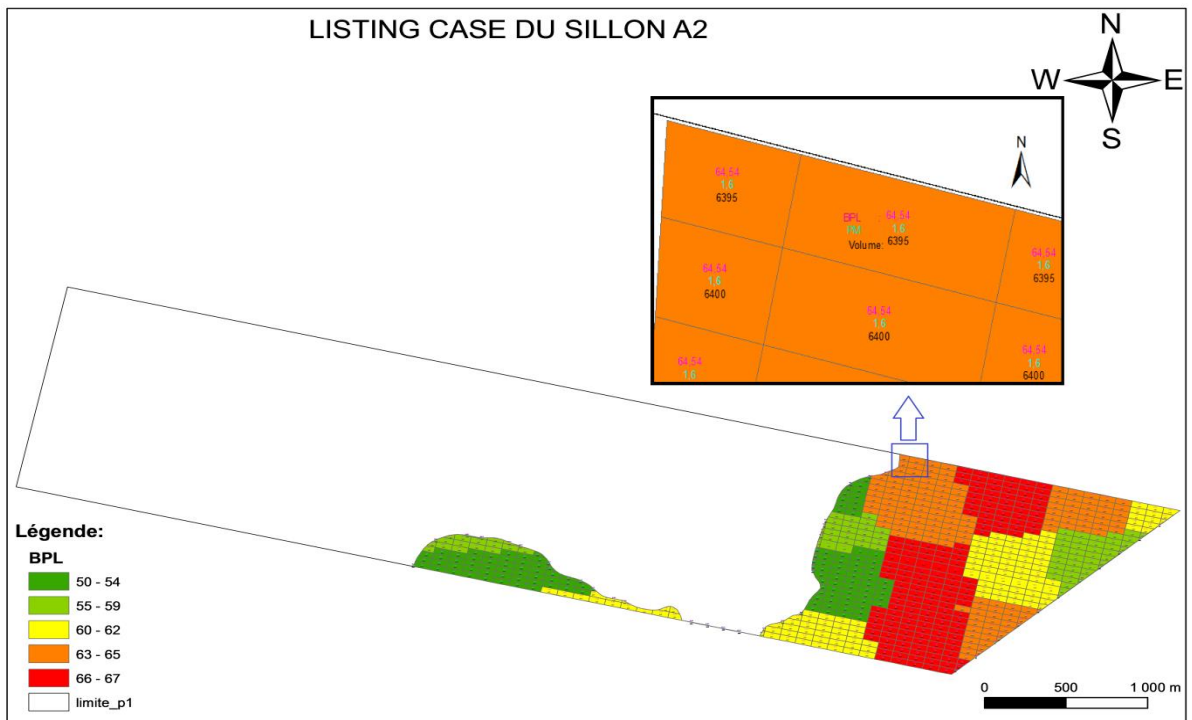 LISTING CASE DU SILLON A2
N
W E
S
N
64,54
1,6
6395
BPL : 64,54
1,6
Volume: 6395
64,54
1,6
6395
64,54
1,6
6400
64,54
1,6
6400
64,54
1,6
6400
64,54
1,6
Légende:
BPL
50 - 54
55 - 59
60 - 62
63 - 65
66 - 67
limite_p1
0 500 1 000 m